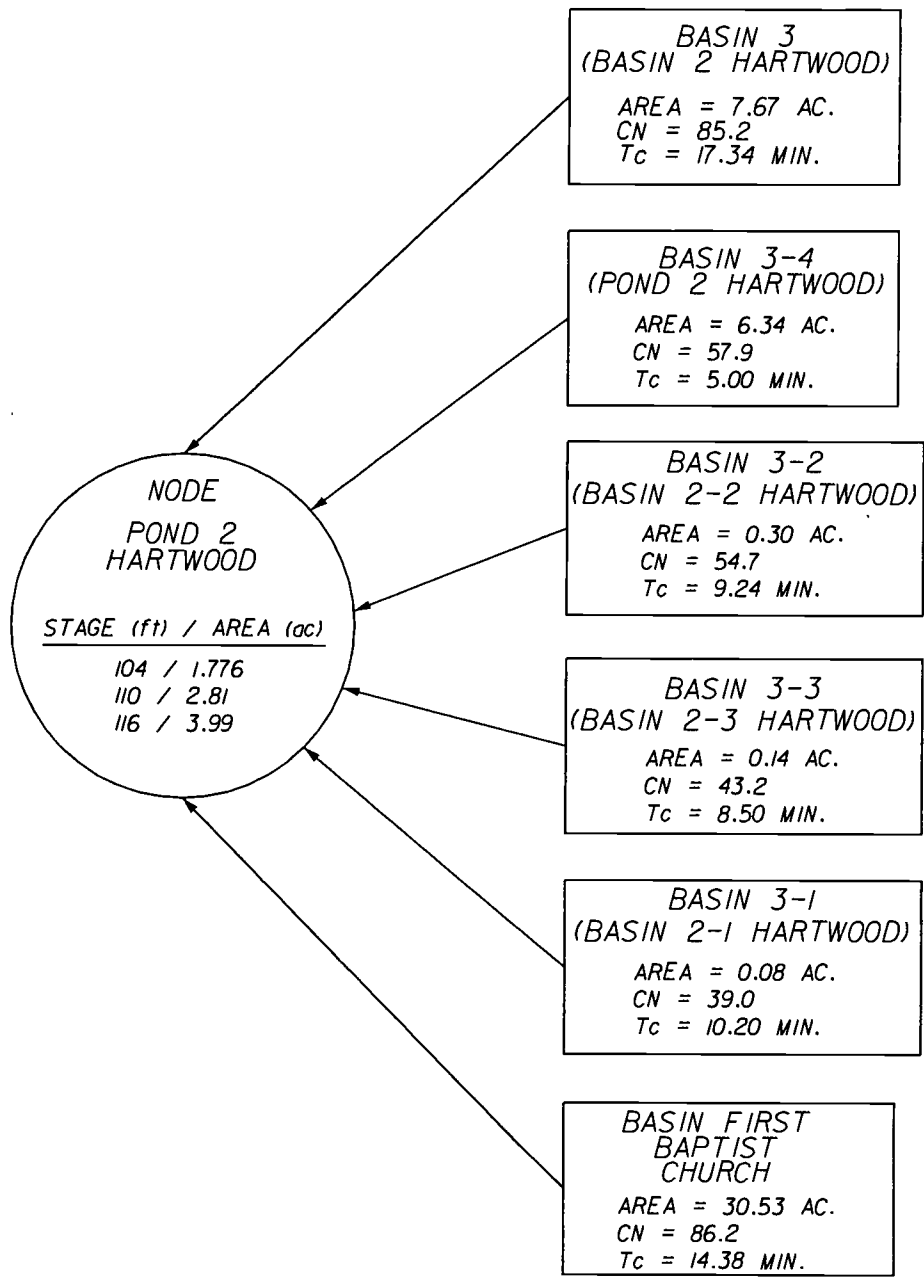 BASIN 3
(BASIN 2 HARTWOOD)
AREA = 7.67 AC.
CN = 85.2
Tc = 17.34 MIN.
BASIN 3-4
(POND 2 HARTWOOD)
AREA = 6.34 AC.
CN = 57.9
Tc = 5.00 MIN.
NODE
POND 2
HARTWOOD
STAGE (ft) / AREA (ac)
104 / 1.776
110 / 2.81
116 / 3.99
BASIN 3-2
(BASIN 2-2 HARTWOOD)
AREA = 0.30 AC.
CN = 54.7
Tc = 9.24 MIN.
BASIN 3-3
(BASIN 2-3 HARTWOOD)
AREA = 0.14 AC.
CN = 43.2
Tc = 8.50 MIN.
BASIN 3-1
(BASIN 2-1 HARTWOOD)
AREA = 0.08 AC.
CN = 39.0
Tc = 10.20 MIN.
BASIN FIRST
BAPTIST
CHURCH
AREA = 30.53 AC.
CN = 86.2
Tc = 14.38 MIN.